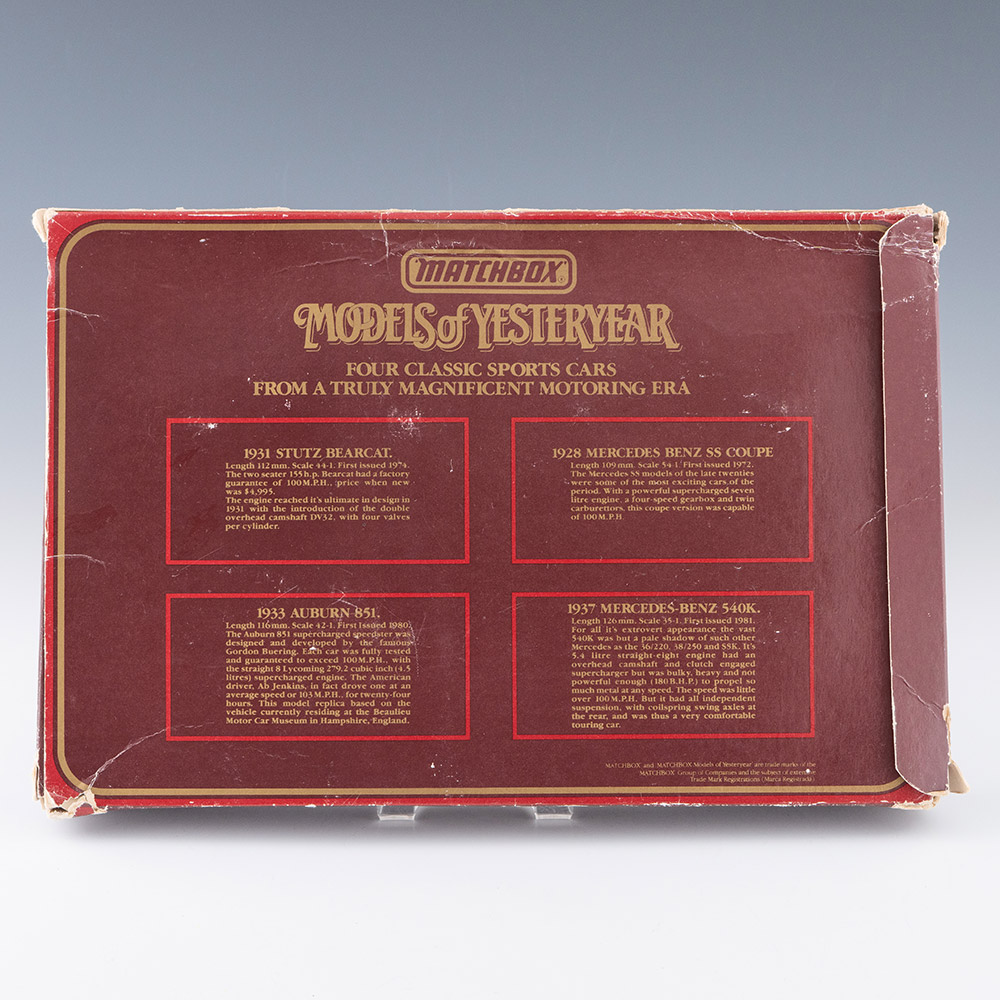 MATCHBOX
MODELS of YESTERYEAR
FOUR CLASSIC SPORTS CARS
FROM A TRULY MAGNIFICENT MOTORING ERA
1931 STUTZ BEARCAT.
Length 112 mm. Scale 44-1. First issued 1974.
The two seater 155 h.p. Bearcat had a factory
guarantee of 100 M.P.H., price when new
was $4,995.
The engine reached it's ultimate in design in
1931 with the introduction of the double
overhead camshaft DV32, with four valves
per cylinder.
1928 MERCEDES BENZ SS COUPE
Length 109 mm. Scale 54-1. First issued 1972.
The Mercedes SS models of the late twenties
were some of the most exciting cars of the
period. With a powerful supercharged seven
litre engine, a four-speed gearbox and twin
carburettors, this coupe version was capable
of 100 M.P.H
1933 AUBURN 851.
Length 116 mm. Scale 42-1. First Issued 1980.
The Auburn 851 supercharged speedster was
designed and developed by the famous
Gordon Buering. Each car was fully tested
and guaranteed to exceed 100 M.P.H., with
the straight 8 Lycoming 279.2 cubic inch (4.5
litres) supercharged engine. The American
driver, Ab Jenkins, in fact drove one at an
average speed or 103 M.P.H., for twenty-four
hours. This model replica based on the
vehicle currently residing at the Beaulieu
Motor Car Museum in Hampshire, England.
1937 MERCEDES-BENZ 540K.
Length 126 mm. Scale 35-1. First issued 1981.
For all it's extrovert appearance the vast
540K was but a pale shadow of such other
Mercedes as the 36/220, 38/250 and SSK. It's
5.4 litre straight-eight engine had an
overhead camshaft and clutch engaged
supercharger but was bulky, heavy and not
powerful enough (180 B.H.P.) to propel so
much metal at any speed. The speed was little
over 100 M.P.H. But it had all independent
suspension, with coilspring swing axles at
the rear, and was thus a very comfortable
touring car.
MATCHBOX and MATCHBOX Models of Yesteryear are trade marks of the
MATCHBOX Group of Companies and the subject of extensive
Trade Mark Registrations (Marca Registrada)